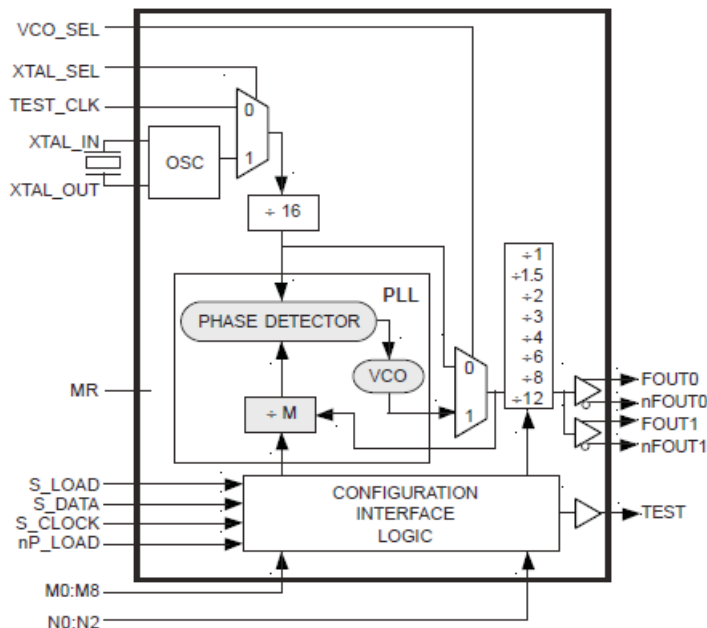 VCO_SEL
XTAL_SEL
TEST_CLK
0
XTAL_IN
OSC
1
XTAL_OUT
÷ 16
÷1
÷1.5
÷2
÷3
÷4
÷6
÷8
÷12
PLL
PHASE DETECTOR
VCO
0
1
÷ M
MR
FOUT0
nFOUT0
FOUT1
nFOUT1
S_LOAD
S_DATA
S_CLOCK
nP_LOAD
CONFIGURATION
INTERFACE
LOGIC
TEST
M0:M8
N0:N2